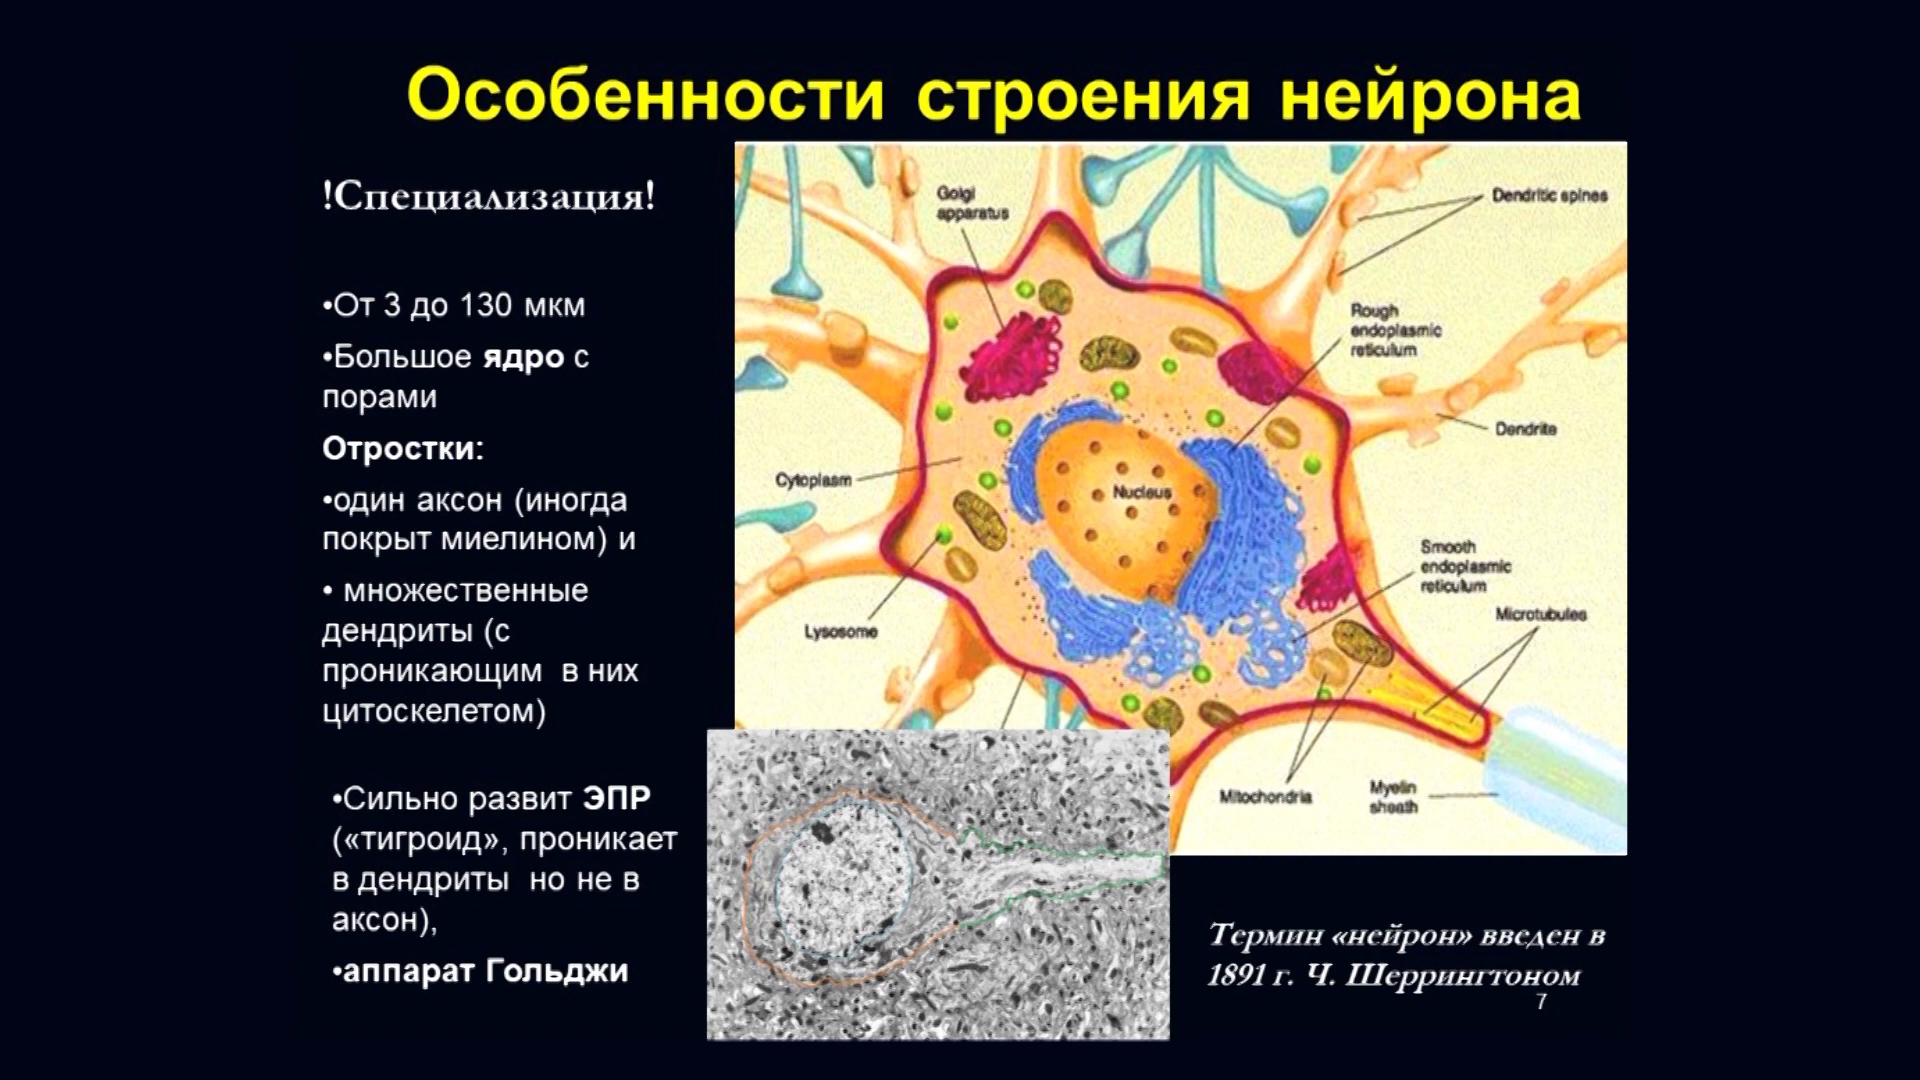 Особенности строения нейрона
!Специализация!
•От 3 до 130 мкм
•Большое ядро с
порами
Отростки:
•один аксон (иногда
покрыт миелином) и
• множественные
дендриты (с
проникающим в них
цитоскелетом)
•Сильно развит ЭПР
(«тигроид», проникает
в дендриты но не в
аксон),
•аппарат Гольджи
Golgi
apparatus
Dendritic spines
Rough
endoplasmic
reticulum
Dendrite
Cytoplasm
Nucleus
Smooth
endoplasmic
reticulum
Microtubules
Lysosome
Mitochondria
Myelin
sheath
Термин «нейрон» введен в
1891 г. Ч. Шеррингтоном
7